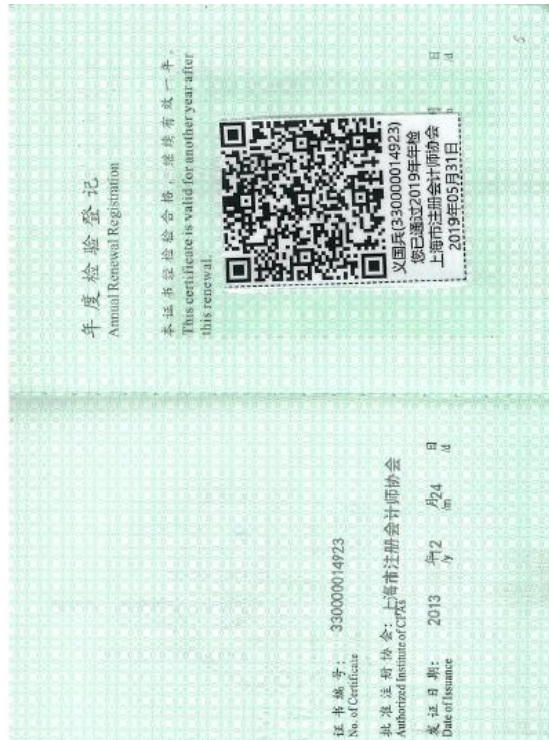 年度检验登记
Annual Renewal Registration
本证书经检验合格，继续有效一年。
This certificate is valid for another year after
this renewal.
义国兵(330000014923)
您已通过2019年年检
上海市注册会计师协会
2019年05月31日
日
/d
5
证书编号： 330000014923
No. of Certificate
批准注册协会：上海市注册会计师协会
Authorized Institute of CPAs
发证日期： 2013 年12 月24 日
Date of Issuance /y /m /d